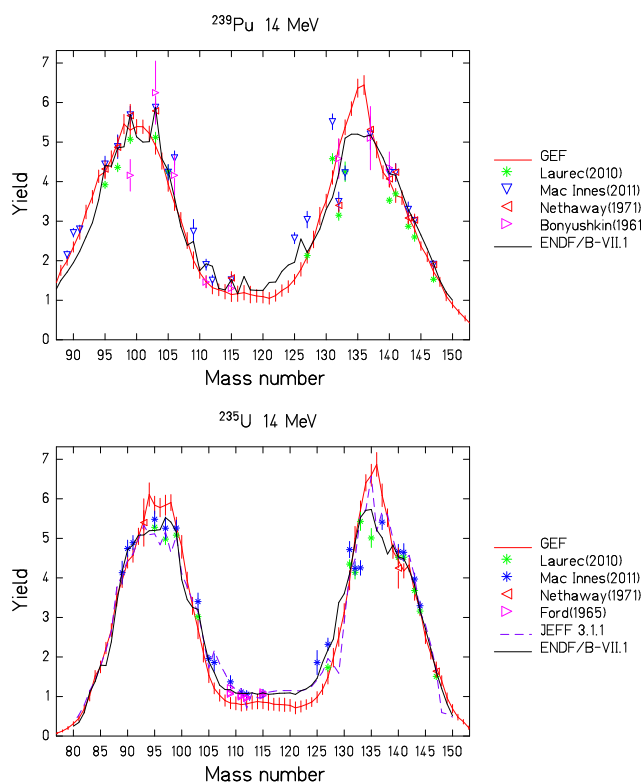 239Pu 14 MeV
Yield
7
6
5
4
3
2
1
0
90 95 100 105 110 115 120 125 130 135 140 145 150
Mass number
GEF
Laurec(2010)
Mac Innes(2011)
Nethaway(1971)
Bonyushkin(1961
ENDF/B-VII.1
235U 14 MeV
Yield
7
6
5
4
3
2
1
0
80 85 90 95 100 105 110 115 120 125 130 135 140 145 150
Mass number
GEF
Laurec(2010)
Mac Innes(2011)
Nethaway(1971)
Ford(1965)
JEFF 3.1.1
ENDF/B-VII.1